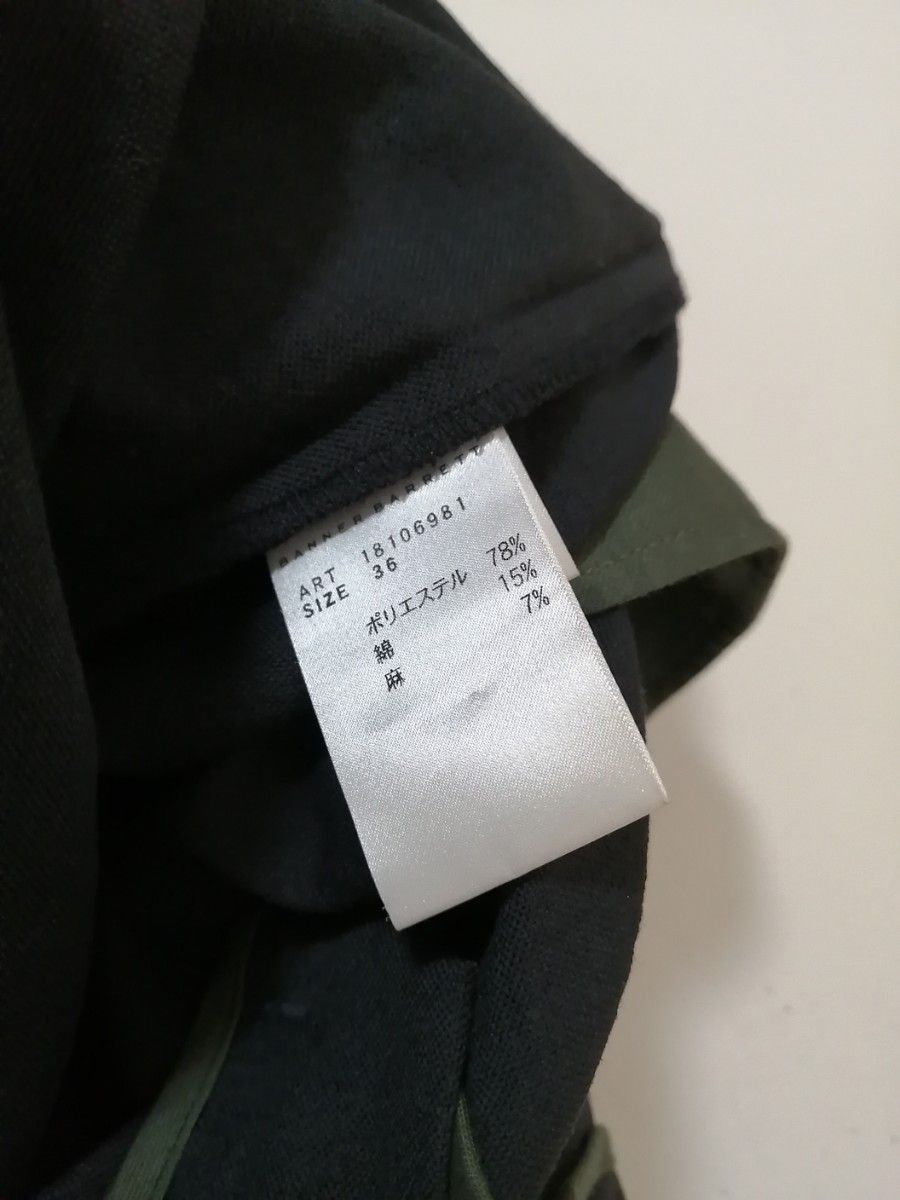 BANNER BARRETT
ART 18106981
SIZE 36
ポリエステル 78%
綿 15%
麻 7%